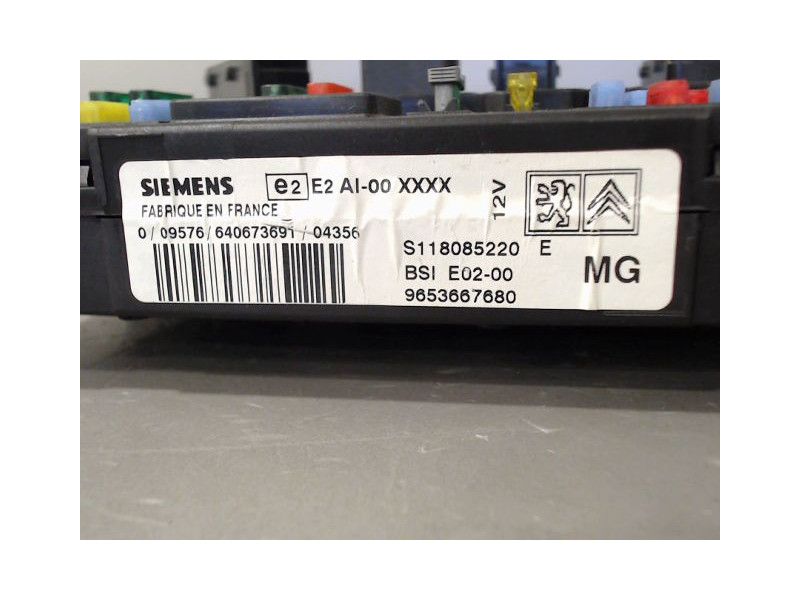 SIEMENS e2 E2 AI-00 XXXX
12V
FABRIQUE EN FRANCE
0/09576/640673691/04356
S118085220 E
BSI E02-00
MG
9653667680